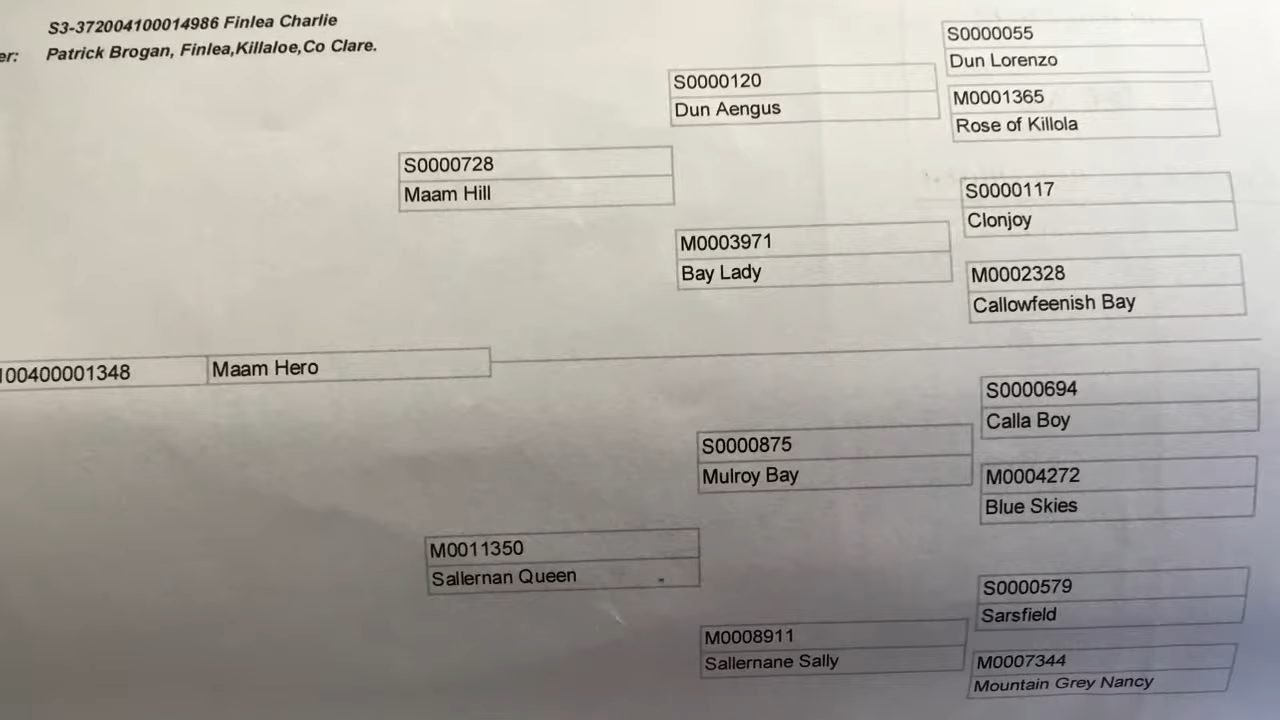 S3-372004100014986 Finlea Charlie
er: Patrick Brogan, Finlea,Killaloe,Co Clare.
S0000055
Dun Lorenzo
S0000120
Dun Aengus
M0001365
Rose of Killola
S0000728
Maam Hill
S0000117
Clonjoy
M0003971
Bay Lady
M0002328
Callowfeenish Bay
100400001348 Maam Hero
S0000694
Calla Boy
S0000875
Mulroy Bay
M0004272
Blue Skies
M0011350
Sallernan Queen
S0000579
Sarsfield
M0008911
Sallernane Sally
M0007344
Mountain Grey Nancy